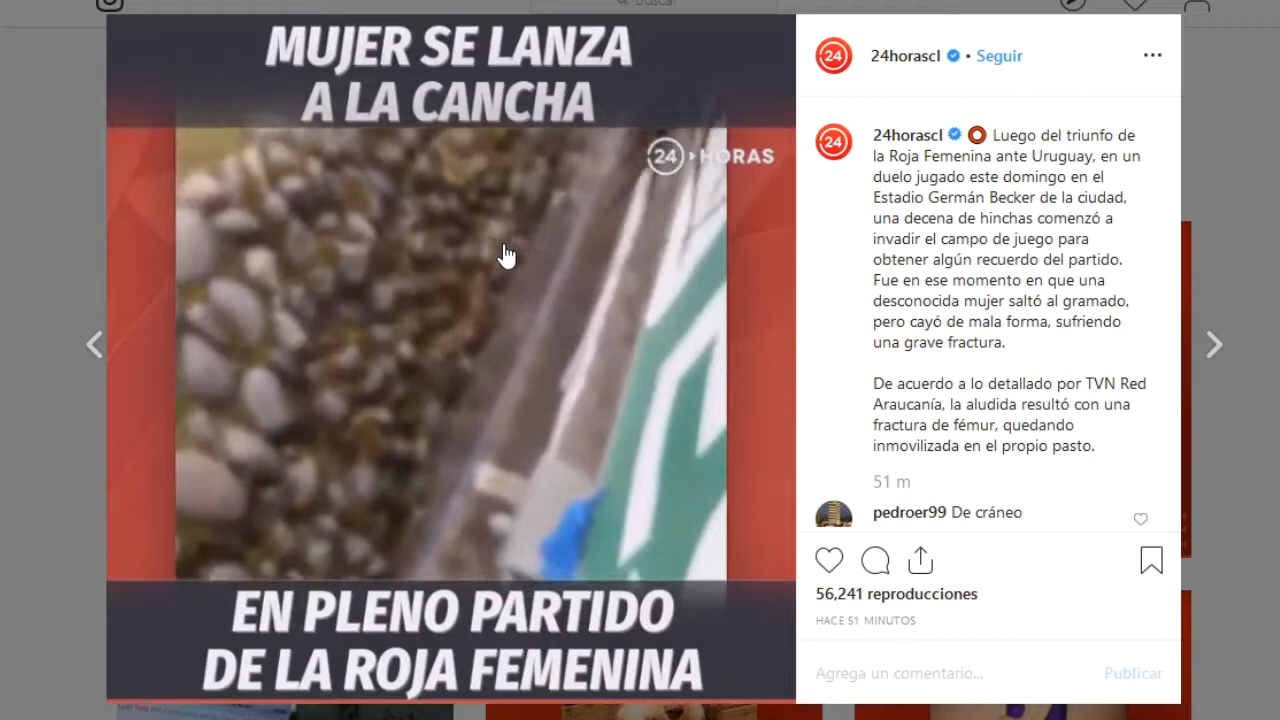 Buscar
MUJER SE LANZA
A LA CANCHA
24 HORAS
EN PLENO PARTIDO
DE LA ROJA FEMENINA
24
24horascl • Seguir
24
24horascl Luego del triunfo de
la Roja Femenina ante Uruguay, en un
duelo jugado este domingo en el
Estadio Germán Becker de la ciudad,
una decena de hinchas comenzó a
invadir el campo de juego para
obtener algún recuerdo del partido.
Fue en ese momento en que una
desconocida mujer saltó al gramado,
pero cayó de mala forma, sufriendo
una grave fractura.
De acuerdo a lo detallado por TVN Red
Araucanía, la aludida resultó con una
fractura de fémur, quedando
inmovilizada en el propio pasto.
51 m
pedroer99 De cráneo
56,241 reproducciones
HACE 51 MINUTOS
Agrega un comentario... Publicar